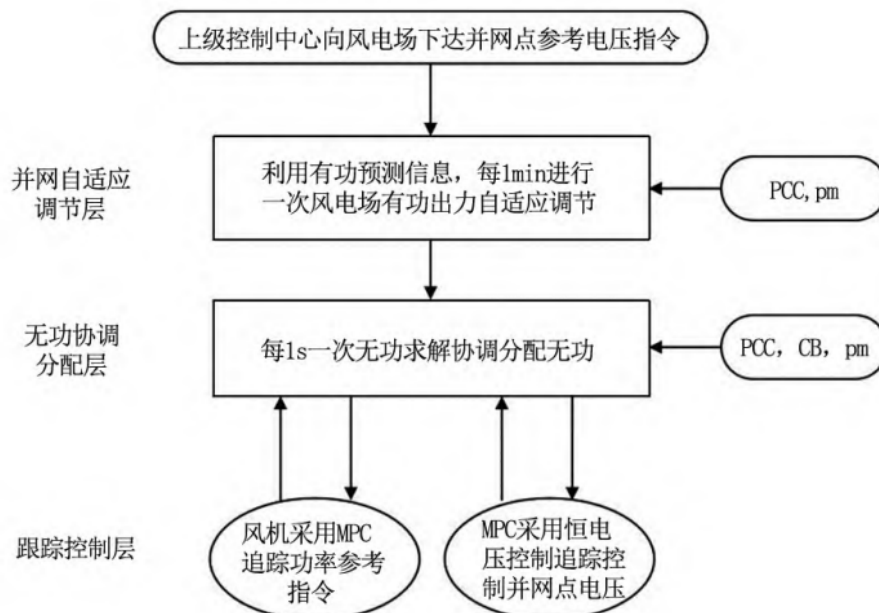 上级控制中心向风电场下达并网点参考电压指令
并网自适应
调节层
利用有功预测信息，每1min进行
一次风电场有功出力自适应调节
PCC,pm
无功协调
分配层
每1s一次无功求解协调分配无功
PCC，CB，pm
跟踪控制层
风机采用MPC
追踪功率参考
指令
MPC采用恒电
压控制追踪控
制并网点电压